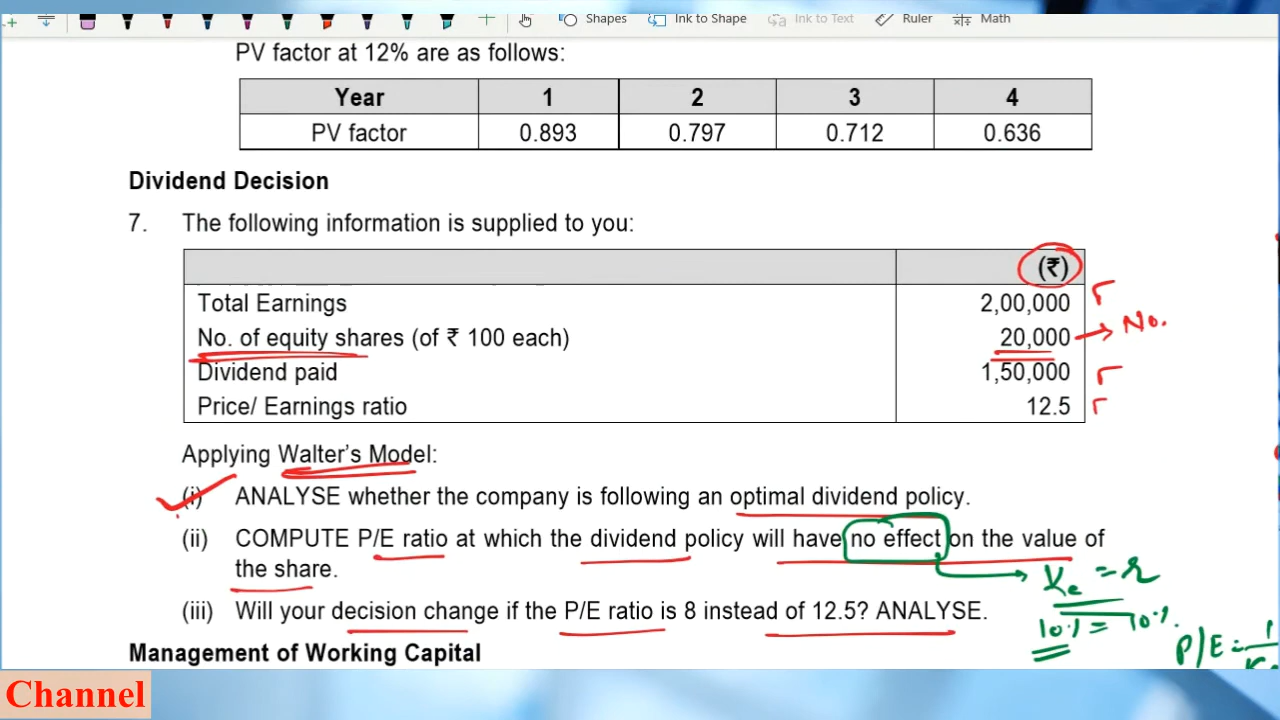 Shapes Ink to Shape Ink to Text Ruler Math
PV factor at 12% are as follows:
Year 1 2 3 4
PV factor 0.893 0.797 0.712 0.636
Dividend Decision
7. The following information is supplied to you:
(₹)
Total Earnings 2,00,000
No. of equity shares (of ₹ 100 each) 20,000 → No.
Dividend paid 1,50,000
Price/ Earnings ratio 12.5
Applying Walter's Model:
(i) ANALYSE whether the company is following an optimal dividend policy.
(ii) COMPUTE P/E ratio at which the dividend policy will have no effect on the value of
the share.
Ke = r
(iii) Will your decision change if the P/E ratio is 8 instead of 12.5? ANALYSE.
10% = 10%.
P/E = 1
Management of Working Capital
Channel